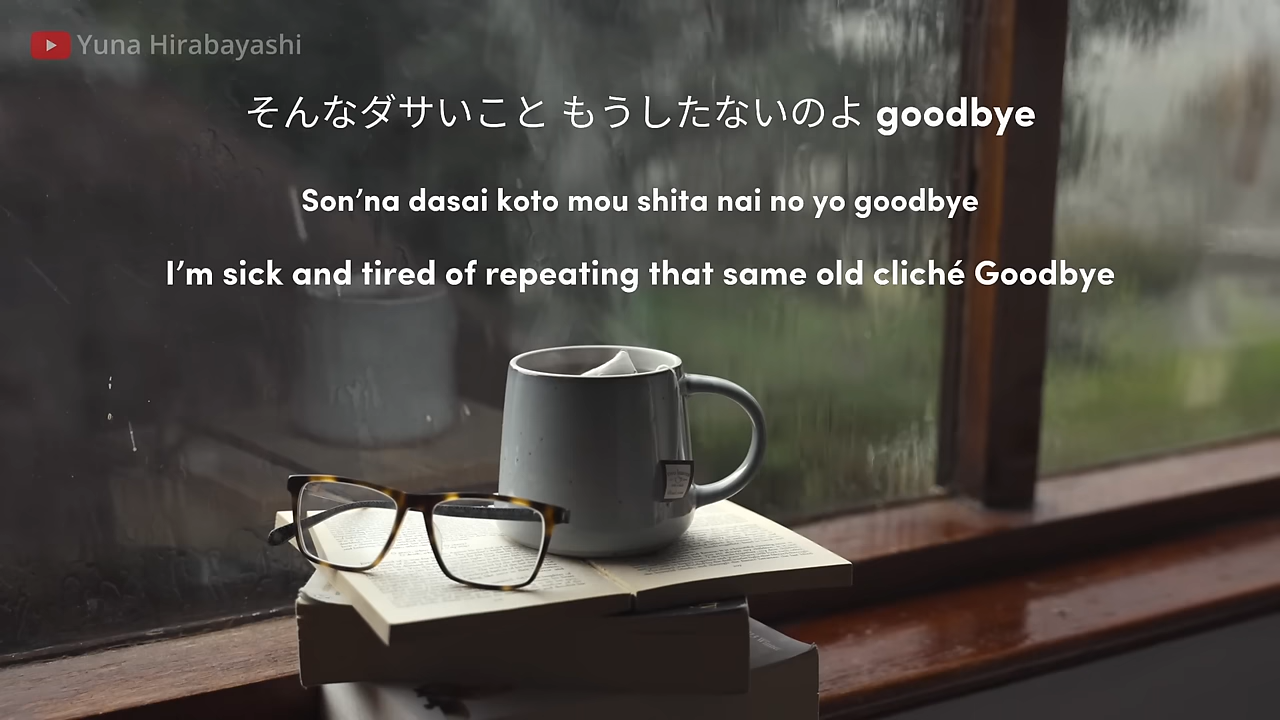 Yuna Hirabayashi
そんなダサいこと もうしたないのよ goodbye
Son’na dasai koto mou shita nai no yo goodbye
I’m sick and tired of repeating that same old cliché Goodbye